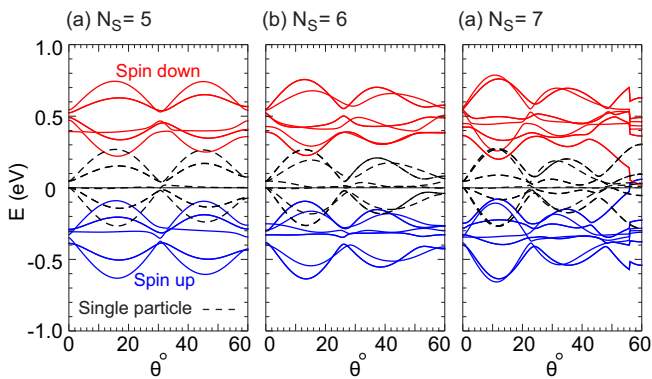 (a) N_S= 5 (b) N_S= 6 (a) N_S= 7
1.0
Spin down
0.5
E (eV)
0
-0.5
Spin up
Single particle
-1.0
0 20 40 60 0 20 40 60 0 20 40 60
θ° θ° θ°